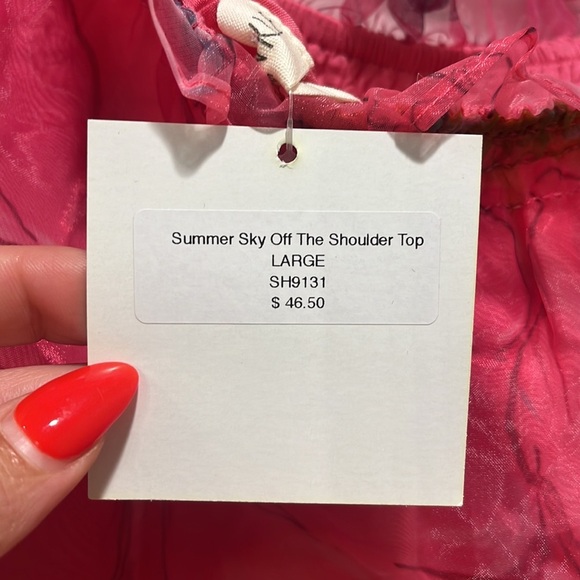 Summer Sky Off The Shoulder Top
LARGE
SH9131
$ 46.50